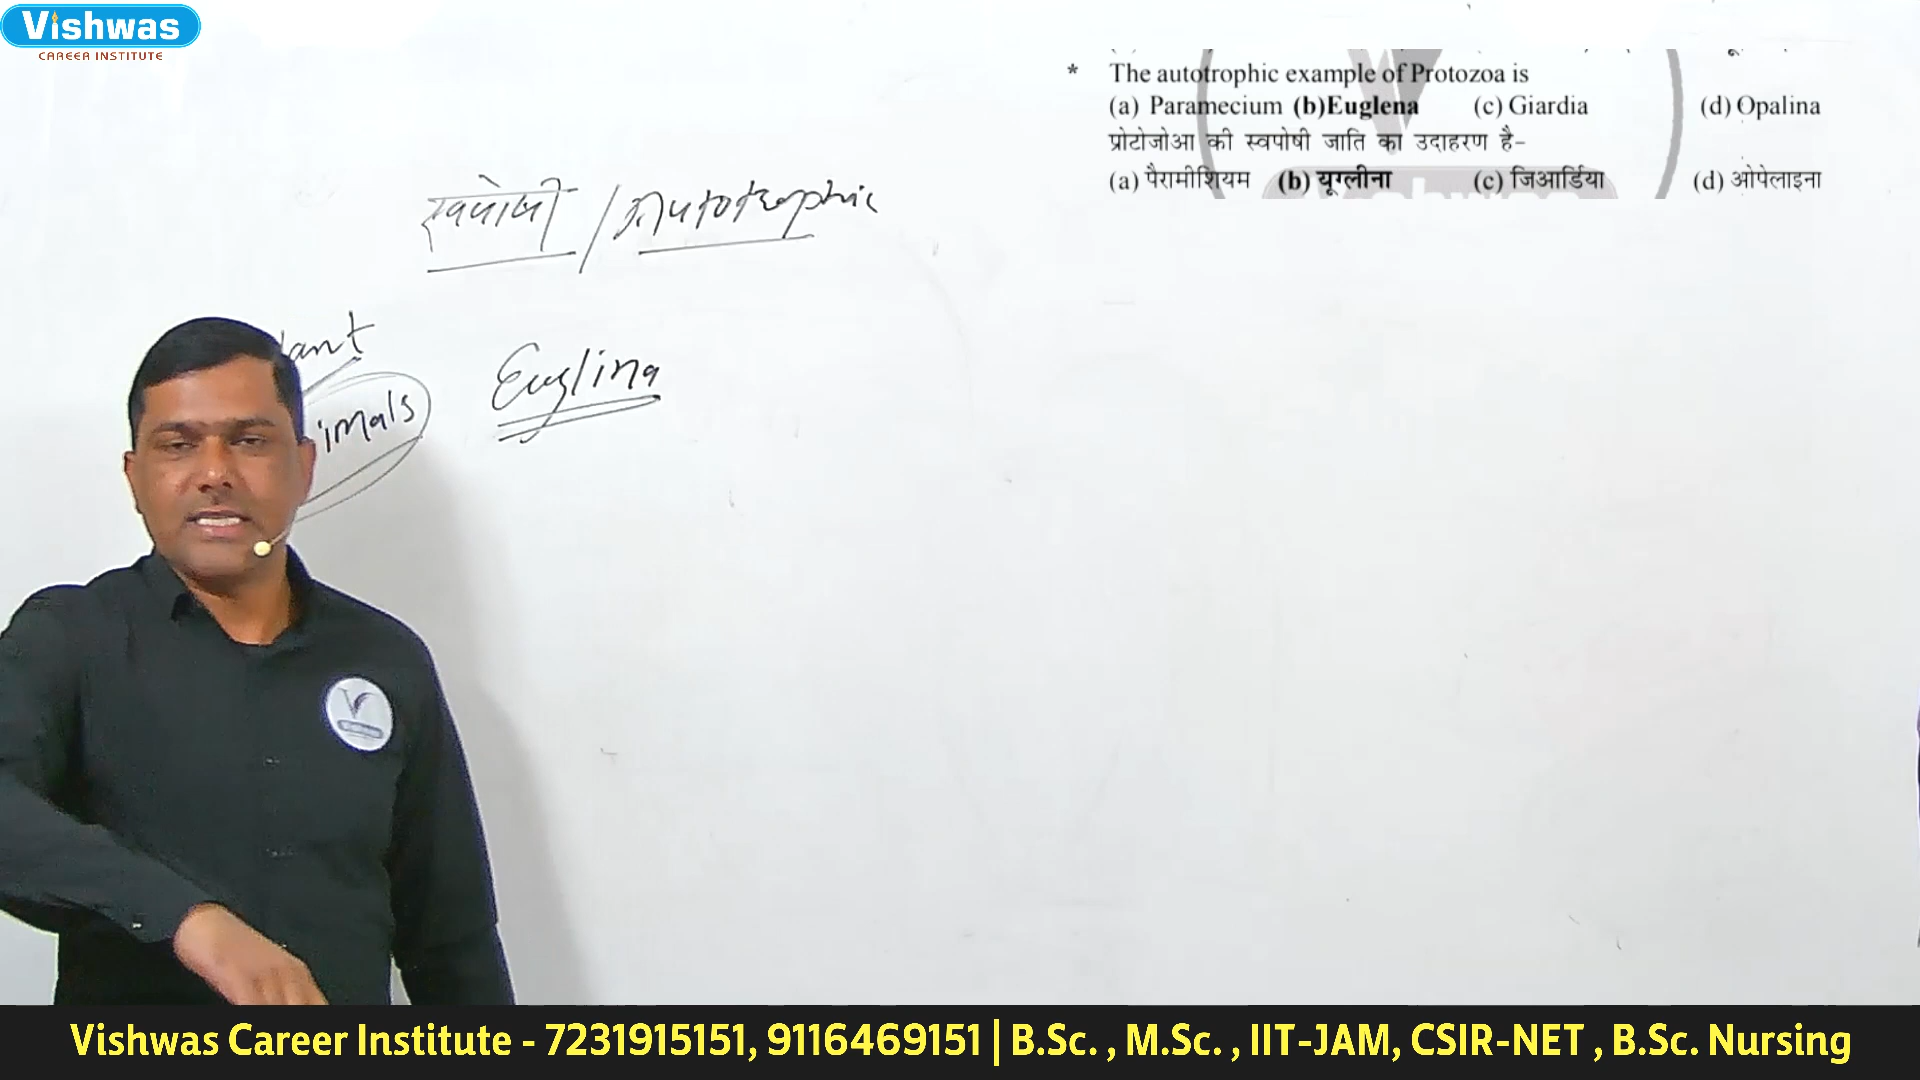 Vishwas
CAREER INSTITUTE
* The autotrophic example of Protozoa is
(a) Paramecium (b)Euglena (c) Giardia (d) Opalina
प्रोटोजोआ की स्वपोषी जाति का उदाहरण है-
(a) पैरामीशियम (b) यूग्लीना (c) जिआर्डिया (d) ओपेलाइना
स्वपोषी / Autotrophic
lant
imals
Euglina
Vishwas Career Institute - 7231915151, 9116469151 | B.Sc. , M.Sc. , IIT-JAM, CSIR-NET , B.Sc. Nursing